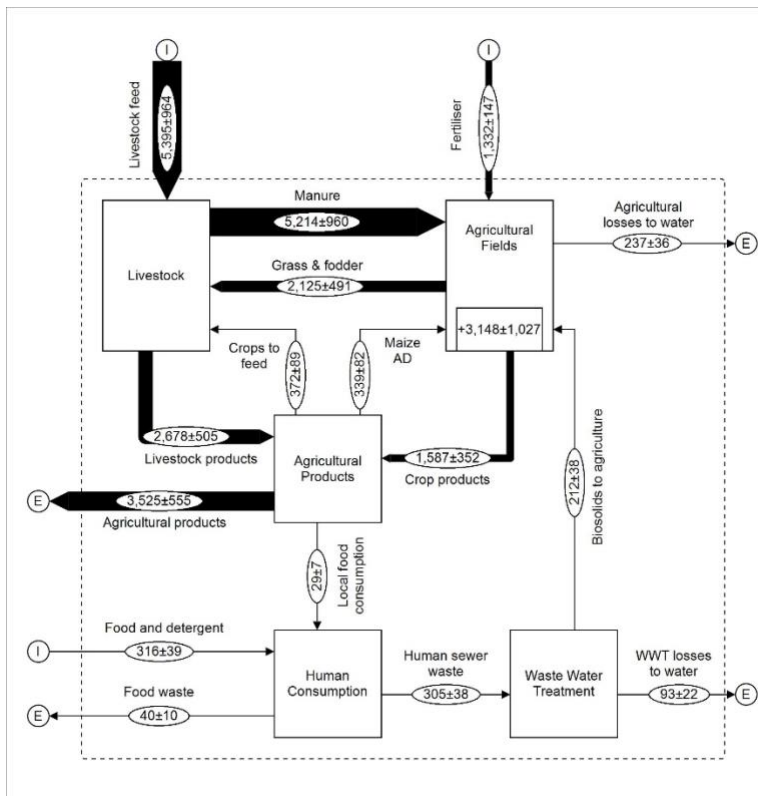 I
I
Livestock feed
5,395±964
Fertiliser
1,332±147
Manure
5,214±960
Livestock
Agricultural
Fields
Agricultural
losses to water
237±36
E
Grass & fodder
2,125±491
+3,148±1,027
Crops to
feed
372±89
339±82
Maize
AD
2,678±505
Livestock products
Agricultural
Products
1,587±352
Crop products
Biosolids to agriculture
212±38
E
3,525±555
Agricultural products
29±7
Local food
consumption
Food and detergent
I
316±39
Human
Consumption
Human sewer
waste
305±38
Waste Water
Treatment
WWT losses
to water
93±22
E
Food waste
E
40±10